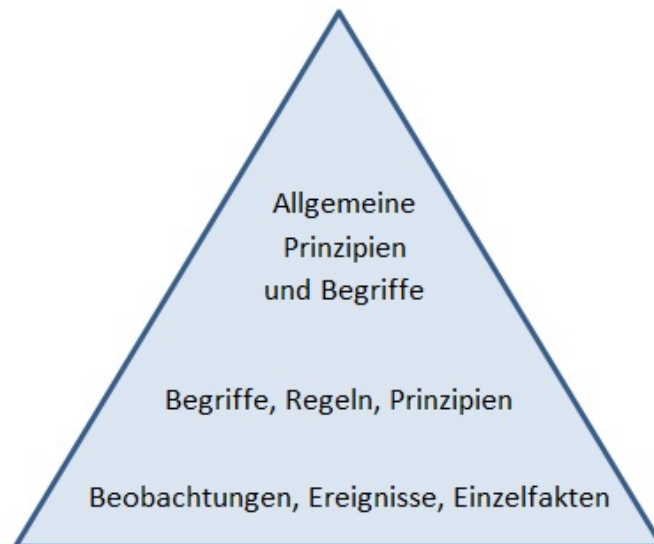 Allgemeine
Prinzipien
und Begriffe
Begriffe, Regeln, Prinzipien
Beobachtungen, Ereignisse, Einzelfakten